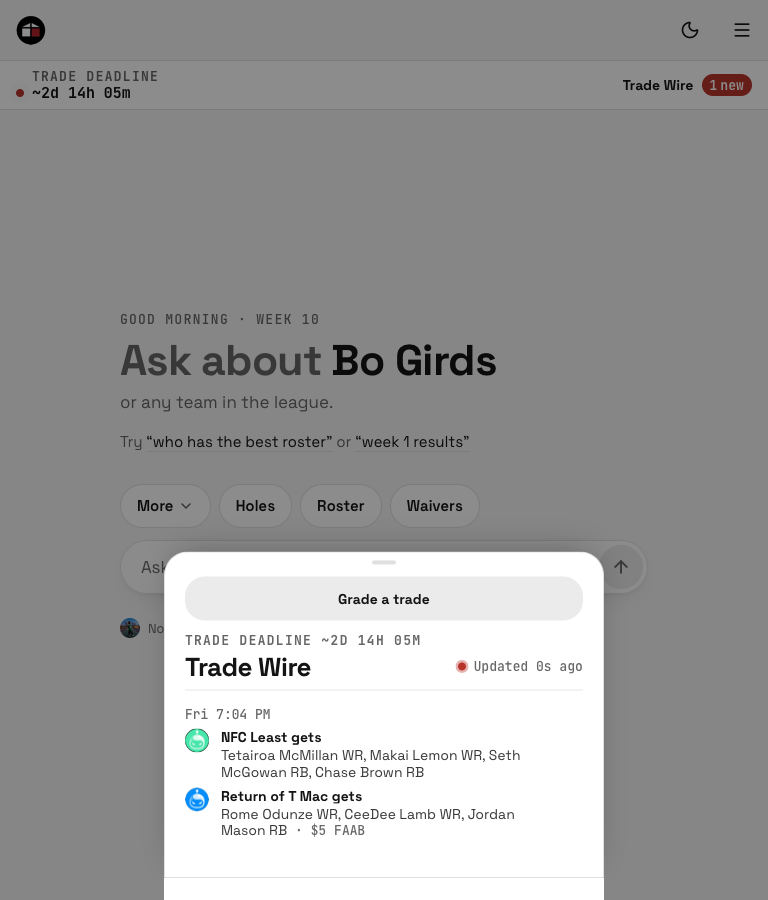 TRADE DEADLINE
~2d 14h 05m
Trade Wire 1 new
GOOD MORNING · WEEK 10
Ask about Bo Girds
or any team in the league.
Try “who has the best roster” or “week 1 results”
More Holes Roster Waivers
Ask
No
Grade a trade
TRADE DEADLINE ~2D 14H 05M
Trade Wire
Updated 0s ago
Fri 7:04 PM
NFC Least gets
Tetairoa McMillan WR, Makai Lemon WR, Seth
McGowan RB, Chase Brown RB
Return of T Mac gets
Rome Odunze WR, CeeDee Lamb WR, Jordan
Mason RB · $5 FAAB